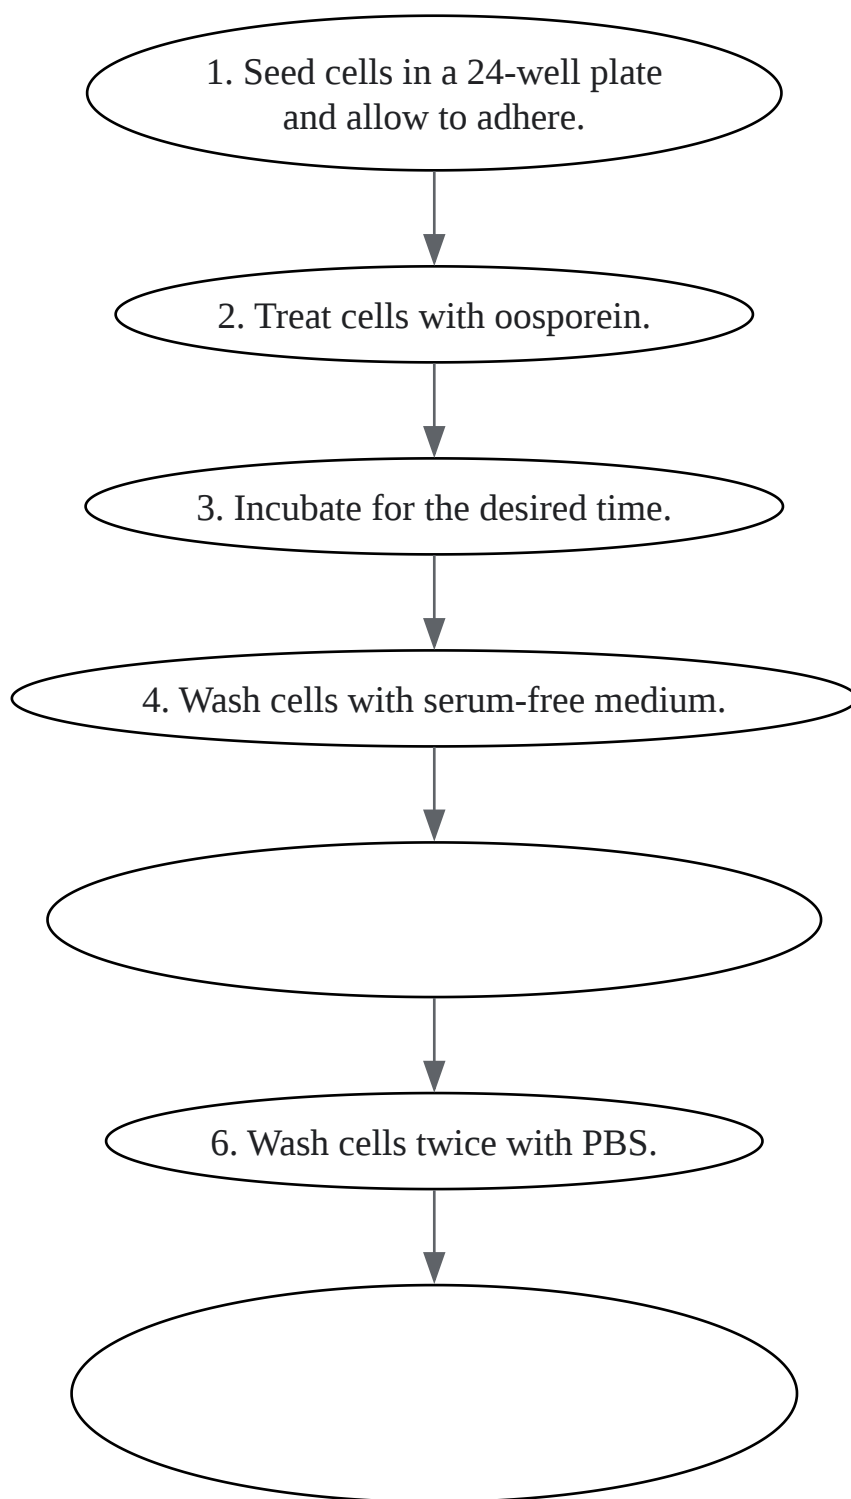 1. Seed cells in a 24-well plate
and allow to adhere.
2. Treat cells with oosporein.
3. Incubate for the desired time.
4. Wash cells with serum-free medium.
6. Wash cells twice with PBS.